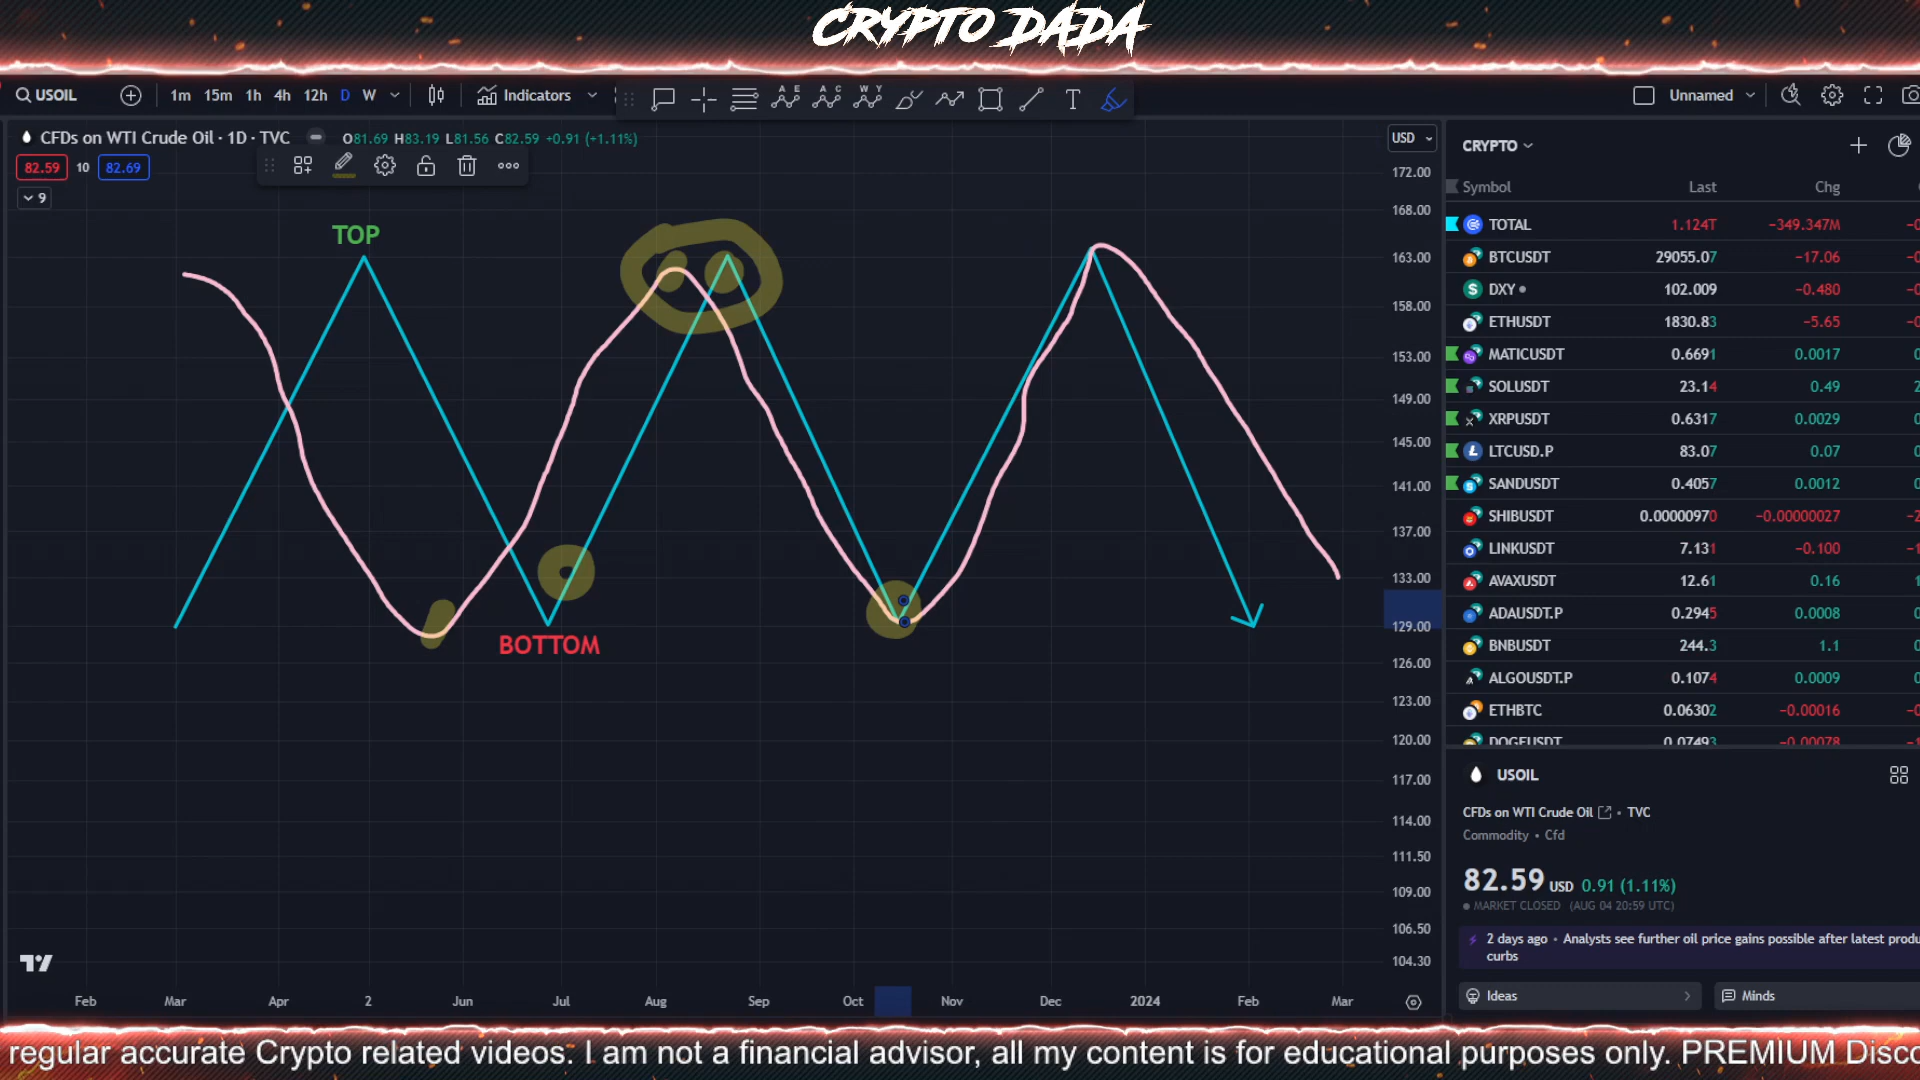 CRYPTO DADA
USOIL 1m 15m 1h 4h 12h D W Indicators Unnamed
CFDs on WTI Crude Oil · 1D · TVC O81.69 H83.19 L81.56 C82.59 +0.91 (+1.11%)
82.59 10 82.69
9
USD
TOP
BOTTOM
172.00
168.00
163.00
158.00
153.00
149.00
145.00
141.00
137.00
133.00
129.00
126.00
123.00
120.00
117.00
114.00
111.50
109.00
106.50
104.30
Feb Mar Apr 2 Jun Jul Aug Sep Oct Nov Dec 2024 Feb Mar
CRYPTO
Symbol Last Chg
TOTAL 1.124T −349.347M
BTCUSDT 29055.07 −17.06
DXY 102.009 −0.480
ETHUSDT 1830.83 −5.65
MATICUSDT 0.6691 0.0017
SOLUSDT 23.14 0.49
XRPUSDT 0.6317 0.0029
LTCUSD.P 83.07 0.07
SANDUSDT 0.4057 0.0012
SHIBUSDT 0.00000970 −0.00000027
LINKUSDT 7.131 −0.100
AVAXUSDT 12.61 0.16
ADAUSDT.P 0.2945 0.0008
BNBUSDT 244.3 1.1
ALGOUSDT.P 0.1074 0.0009
ETHBTC 0.06302 −0.00016
DOGEUSDT 0.07493 −0.00078
USOIL
CFDs on WTI Crude Oil • TVC
Commodity • Cfd
82.59 USD 0.91 (1.11%)
MARKET CLOSED (AUG 04 20:59 UTC)
2 days ago • Analysts see further oil price gains possible after latest produ
curbs
Ideas Minds
regular accurate Crypto related videos. I am not a financial advisor, all my content is for educational purposes only. PREMIUM Disco